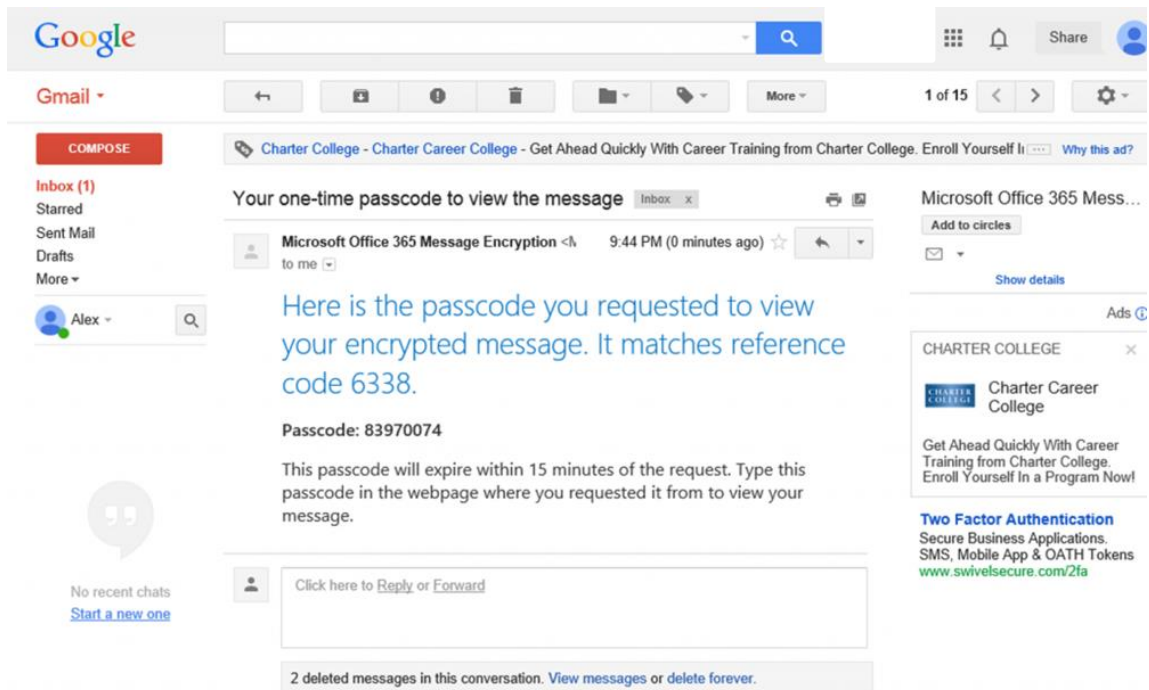 Google
Share
Gmail
More
1 of 15
COMPOSE
Charter College - Charter Career College - Get Ahead Quickly With Career Training from Charter College. Enroll Yourself I
Why this ad?
Inbox (1)
Starred
Sent Mail
Drafts
More
Alex
Your one-time passcode to view the message
Inbox x
Microsoft Office 365 Message Encryption <
9:44 PM (0 minutes ago)
to me
Here is the passcode you requested to view
your encrypted message. It matches reference
code 6338.
Passcode: 83970074
This passcode will expire within 15 minutes of the request. Type this
passcode in the webpage where you requested it from to view your
message.
No recent chats
Start a new one
Click here to Reply or Forward
2 deleted messages in this conversation. View messages or delete forever.
Microsoft Office 365 Mess...
Add to circles
Show details
Ads
CHARTER COLLEGE
CHARTER
COLLEGE
Charter Career
College
Get Ahead Quickly With Career
Training from Charter College.
Enroll Yourself In a Program Now!
Two Factor Authentication
Secure Business Applications.
SMS, Mobile App & OATH Tokens
www.swivelsecure.com/2fa